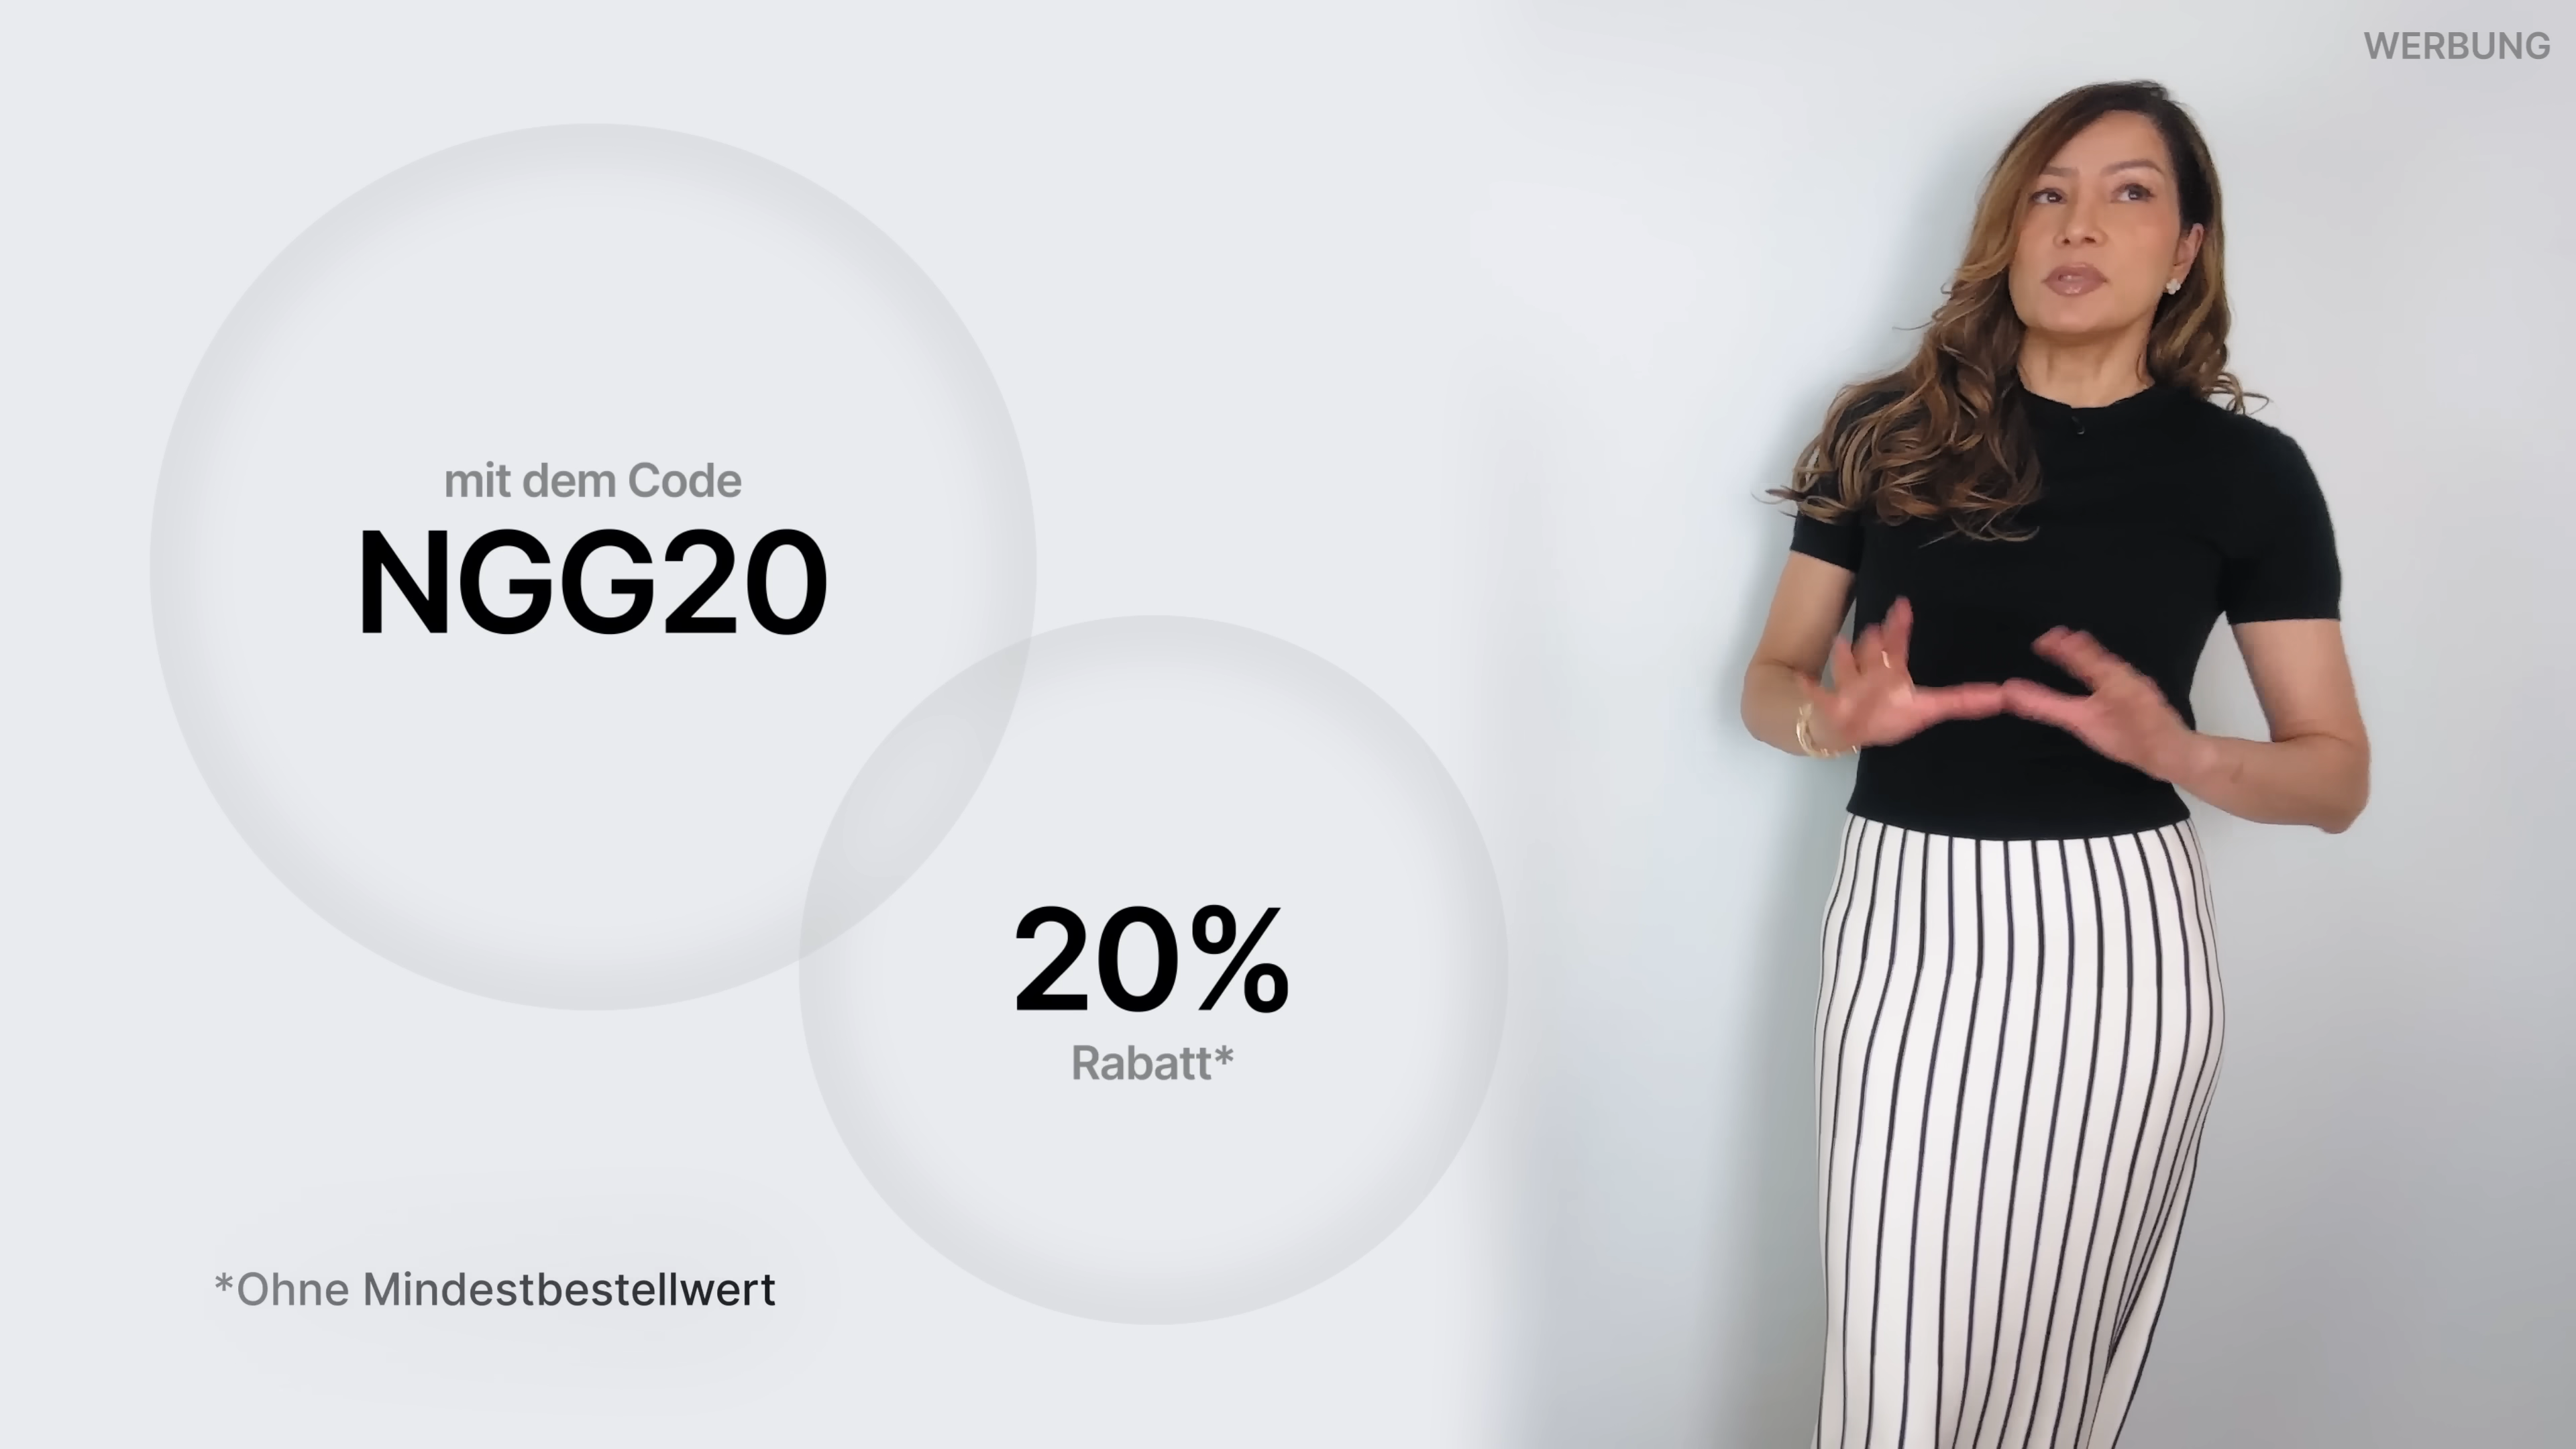 WERBUNG
mit dem Code
NGG20
20%
Rabatt*
*Ohne Mindestbestellwert